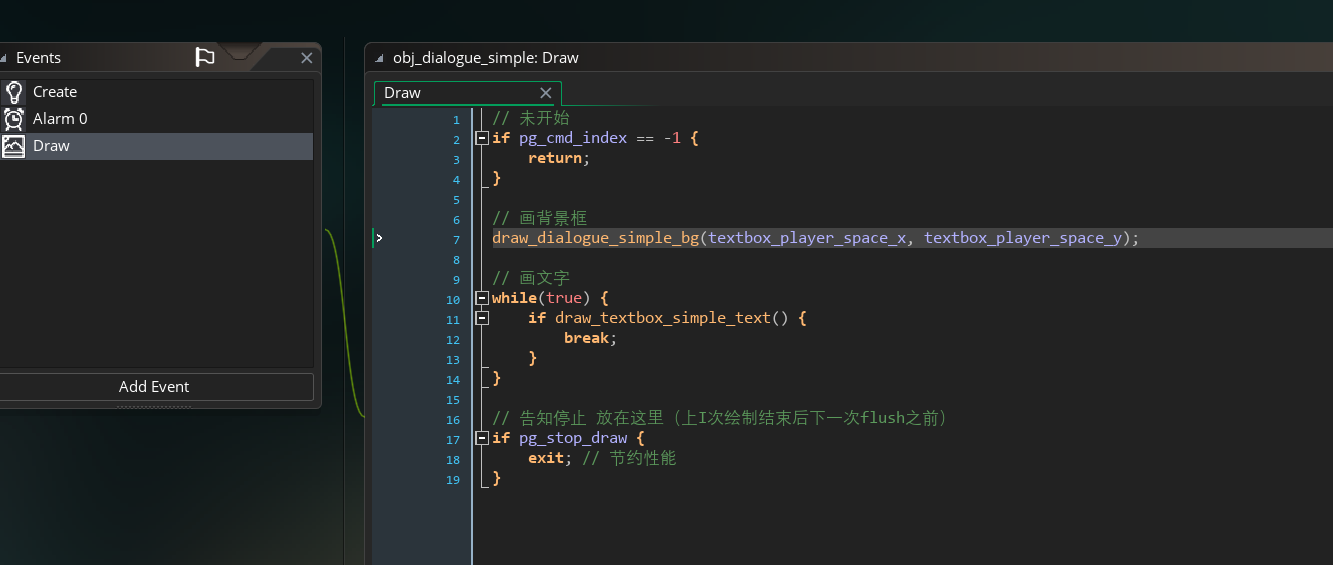 Events
Create
Alarm 0
Draw
Add Event
obj_dialogue_simple: Draw
Draw
1 // 未开始
2 if pg_cmd_index == -1 {
3 return;
4 }
5
6 // 画背景框
7 draw_dialogue_simple_bg(textbox_player_space_x, textbox_player_space_y);
8
9 // 画文字
10 while(true) {
11 if draw_textbox_simple_text() {
12 break;
13 }
14 }
15
16 // 告知停止 放在这里（上I次绘制结束后下一次flush之前）
17 if pg_stop_draw {
18 exit; // 节约性能
19 }